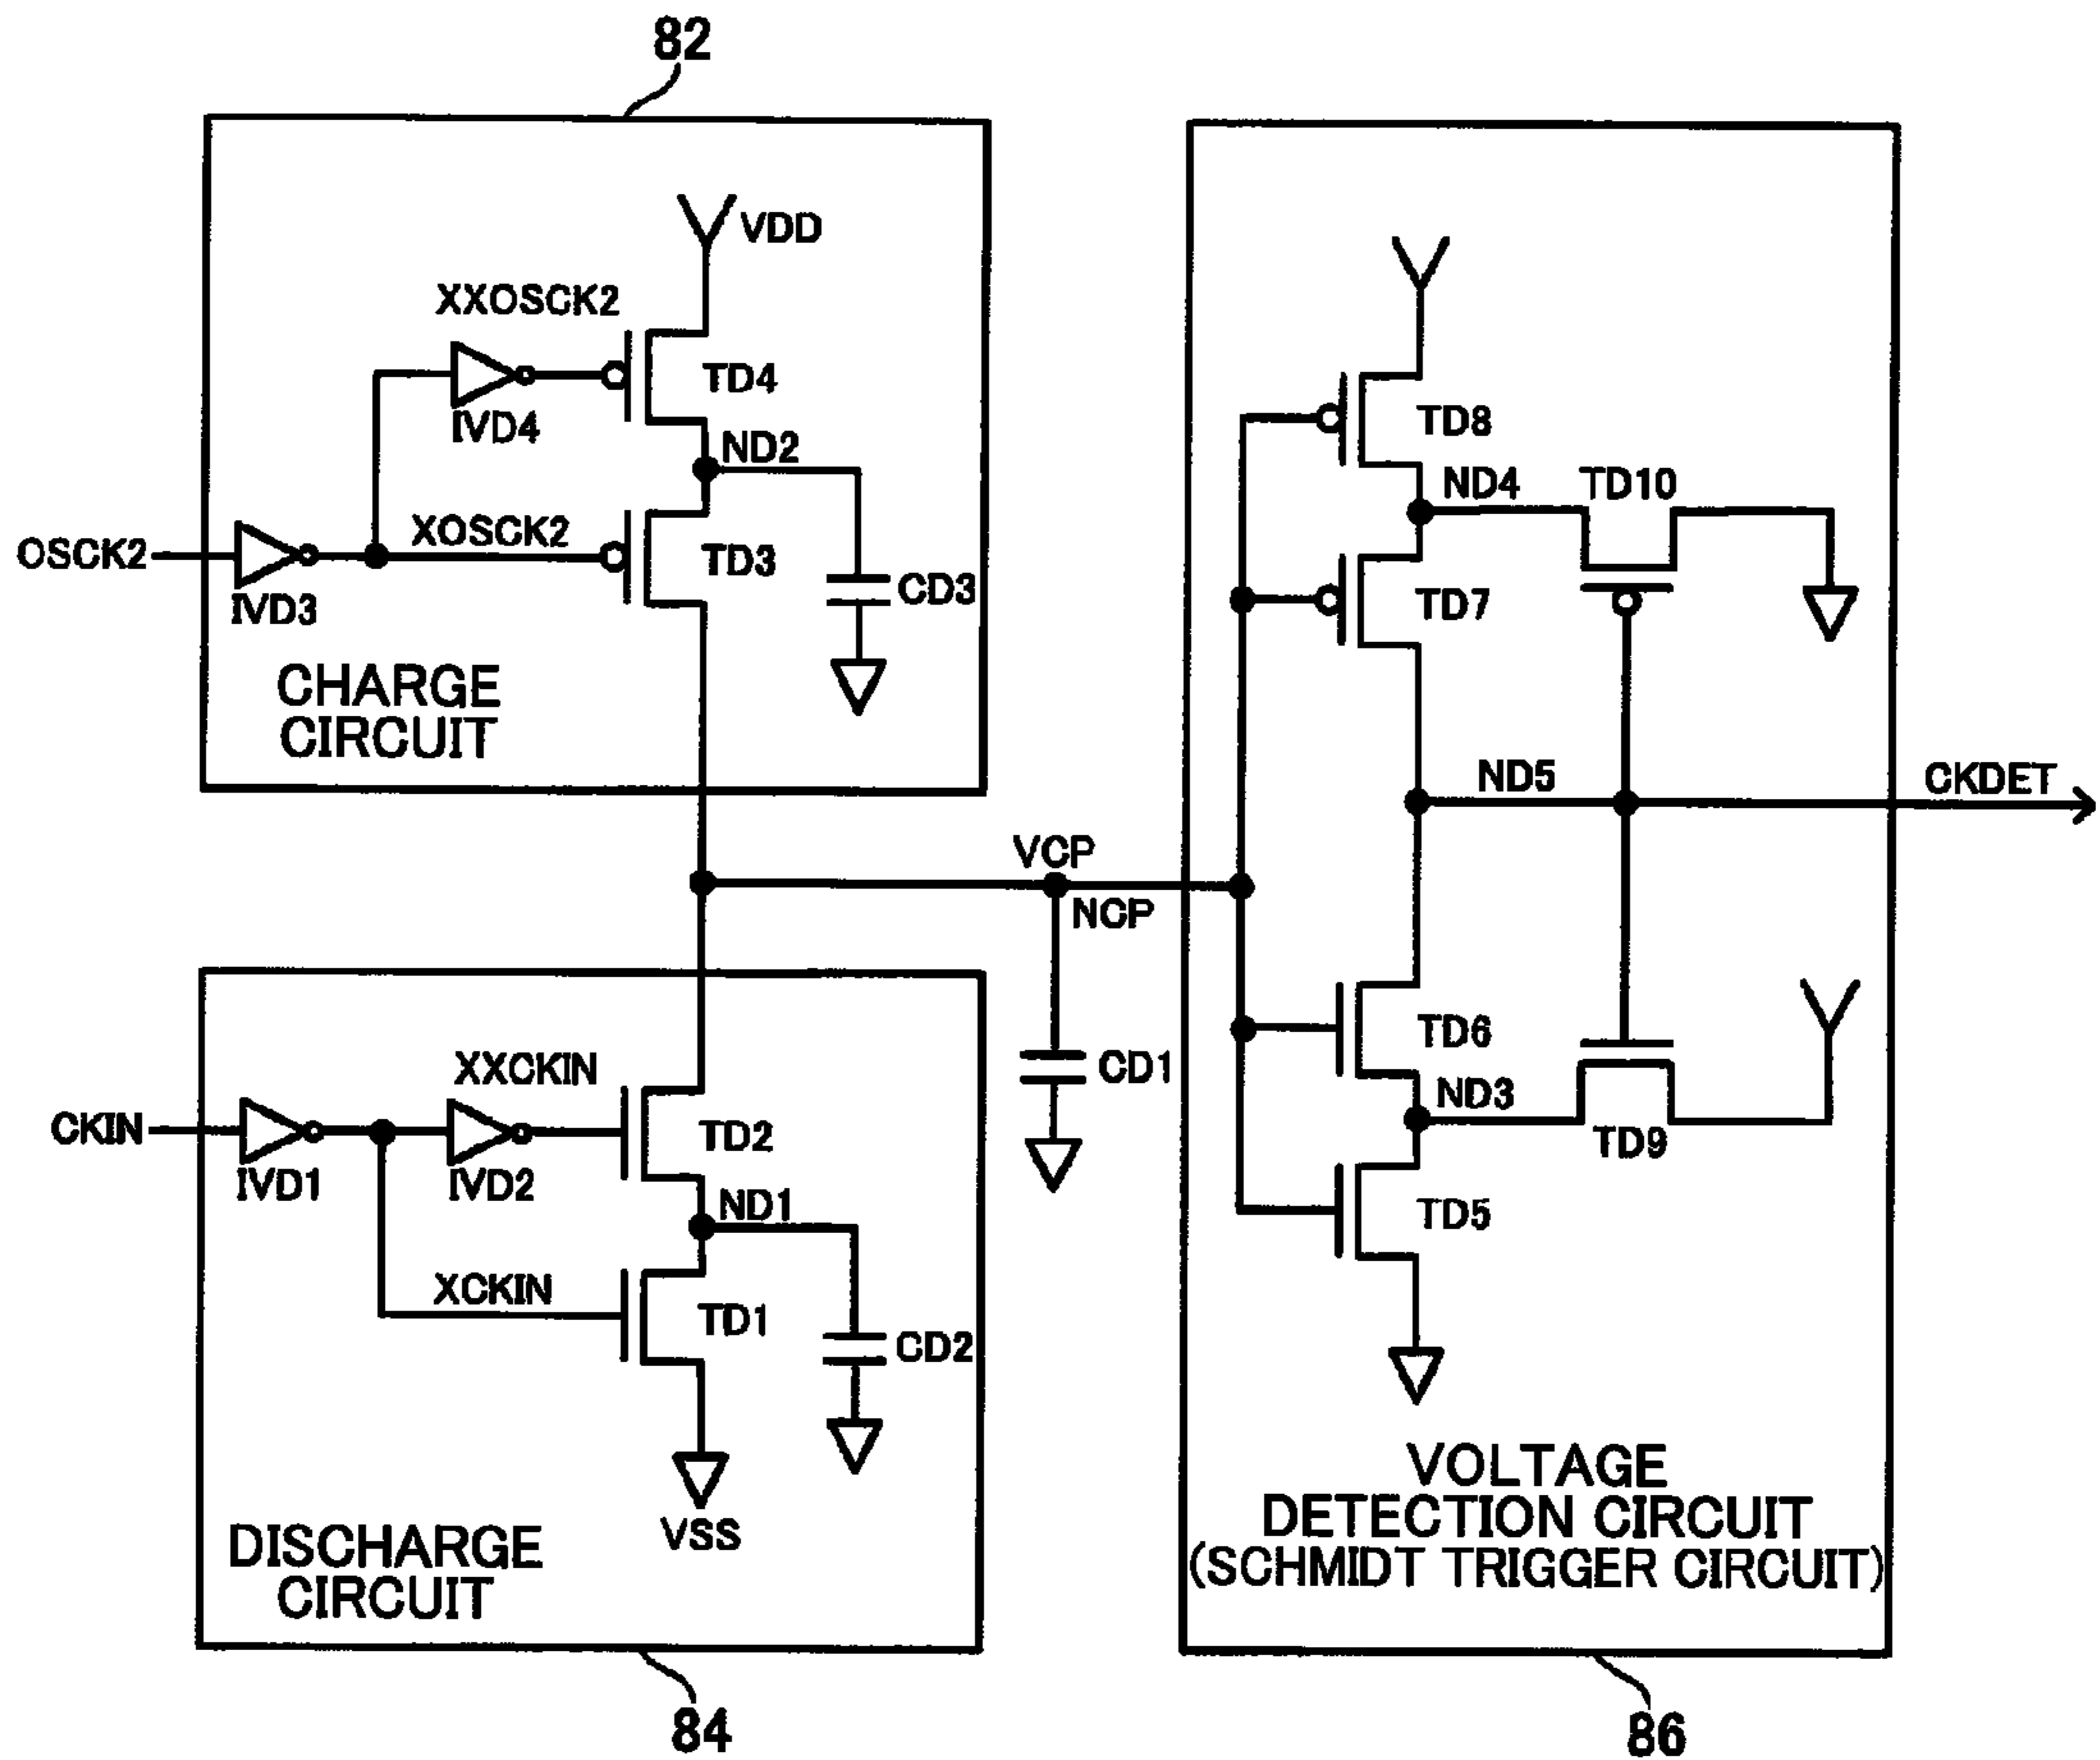 82
VDD
XXOSCK2
TD4
IVD4
ND2
OSCK2
XOSCK2
TD3
IVD3
CD3
CHARGE
CIRCUIT
TD8
ND4
TD10
TD7
ND5
CKDET
VCP
NCP
CD1
XXCKIN
CKIN
TD2
IVD1
IVD2
ND1
XCKIN
TD1
CD2
VSS
DISCHARGE
CIRCUIT
84
TD6
ND3
TD9
TD5
VOLTAGE
DETECTION CIRCUIT
(SCHMIDT TRIGGER CIRCUIT)
86